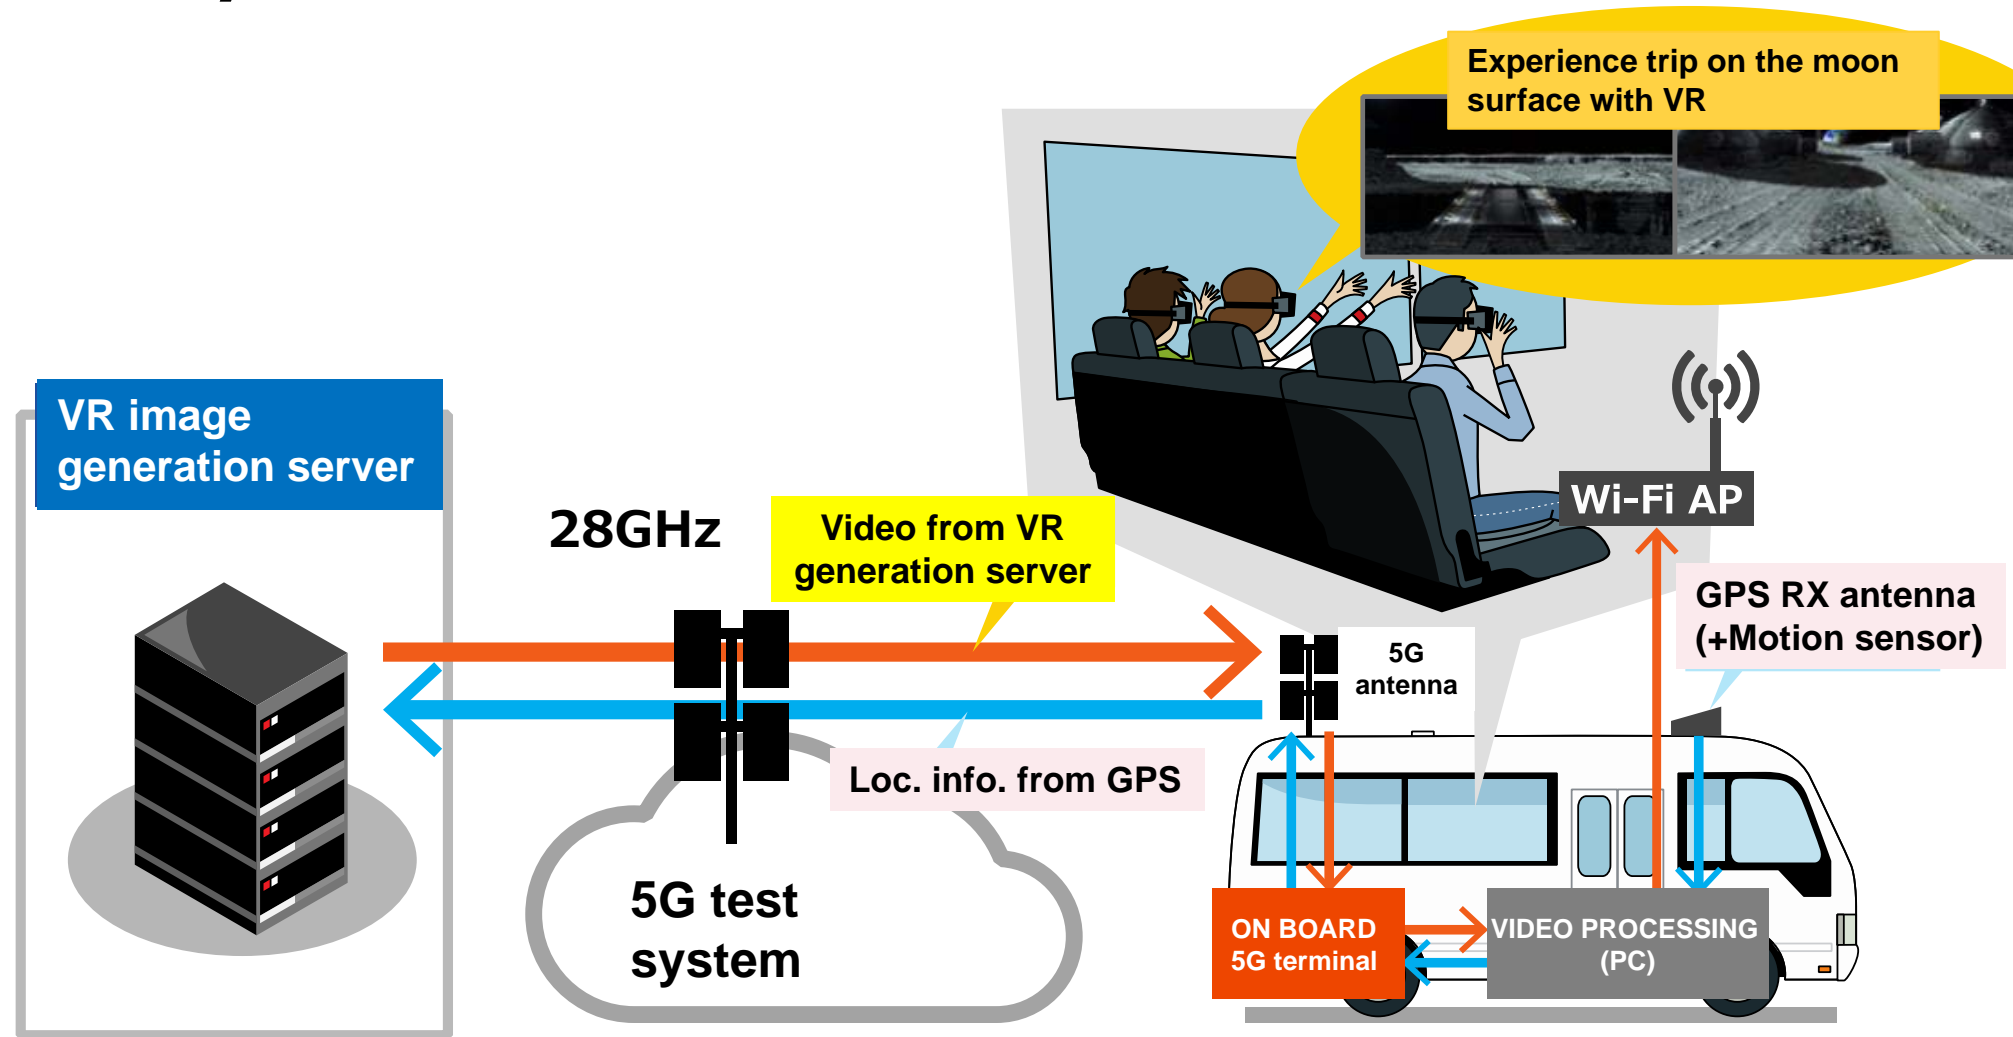 Experience trip on the moon
surface with VR
VR image
generation server
28GHz
Video from VR
generation server
Wi-Fi AP
GPS RX antenna
(+Motion sensor)
5G
antenna
Loc. info. from GPS
5G test
system
ON BOARD
5G terminal
VIDEO PROCESSING
(PC)